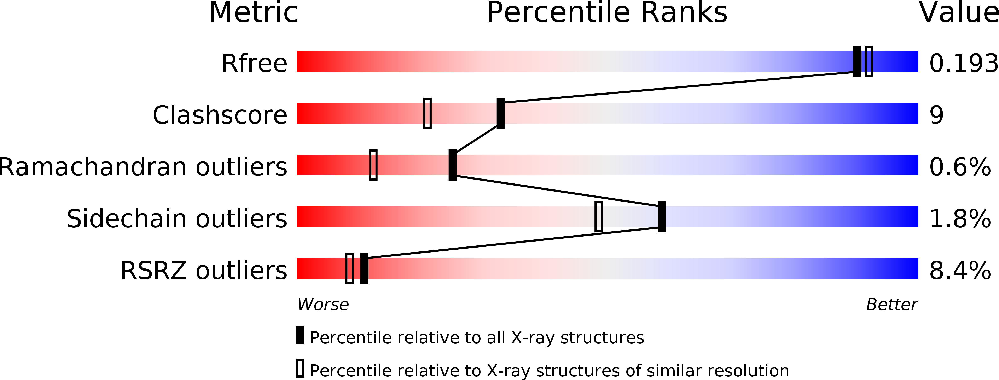 Metric Percentile Ranks Value
Rfree 0.193
Clashscore 9
Ramachandran outliers 0.6%
Sidechain outliers 1.8%
RSRZ outliers 8.4%
Worse Better
Percentile relative to all X-ray structures
Percentile relative to X-ray structures of similar resolution